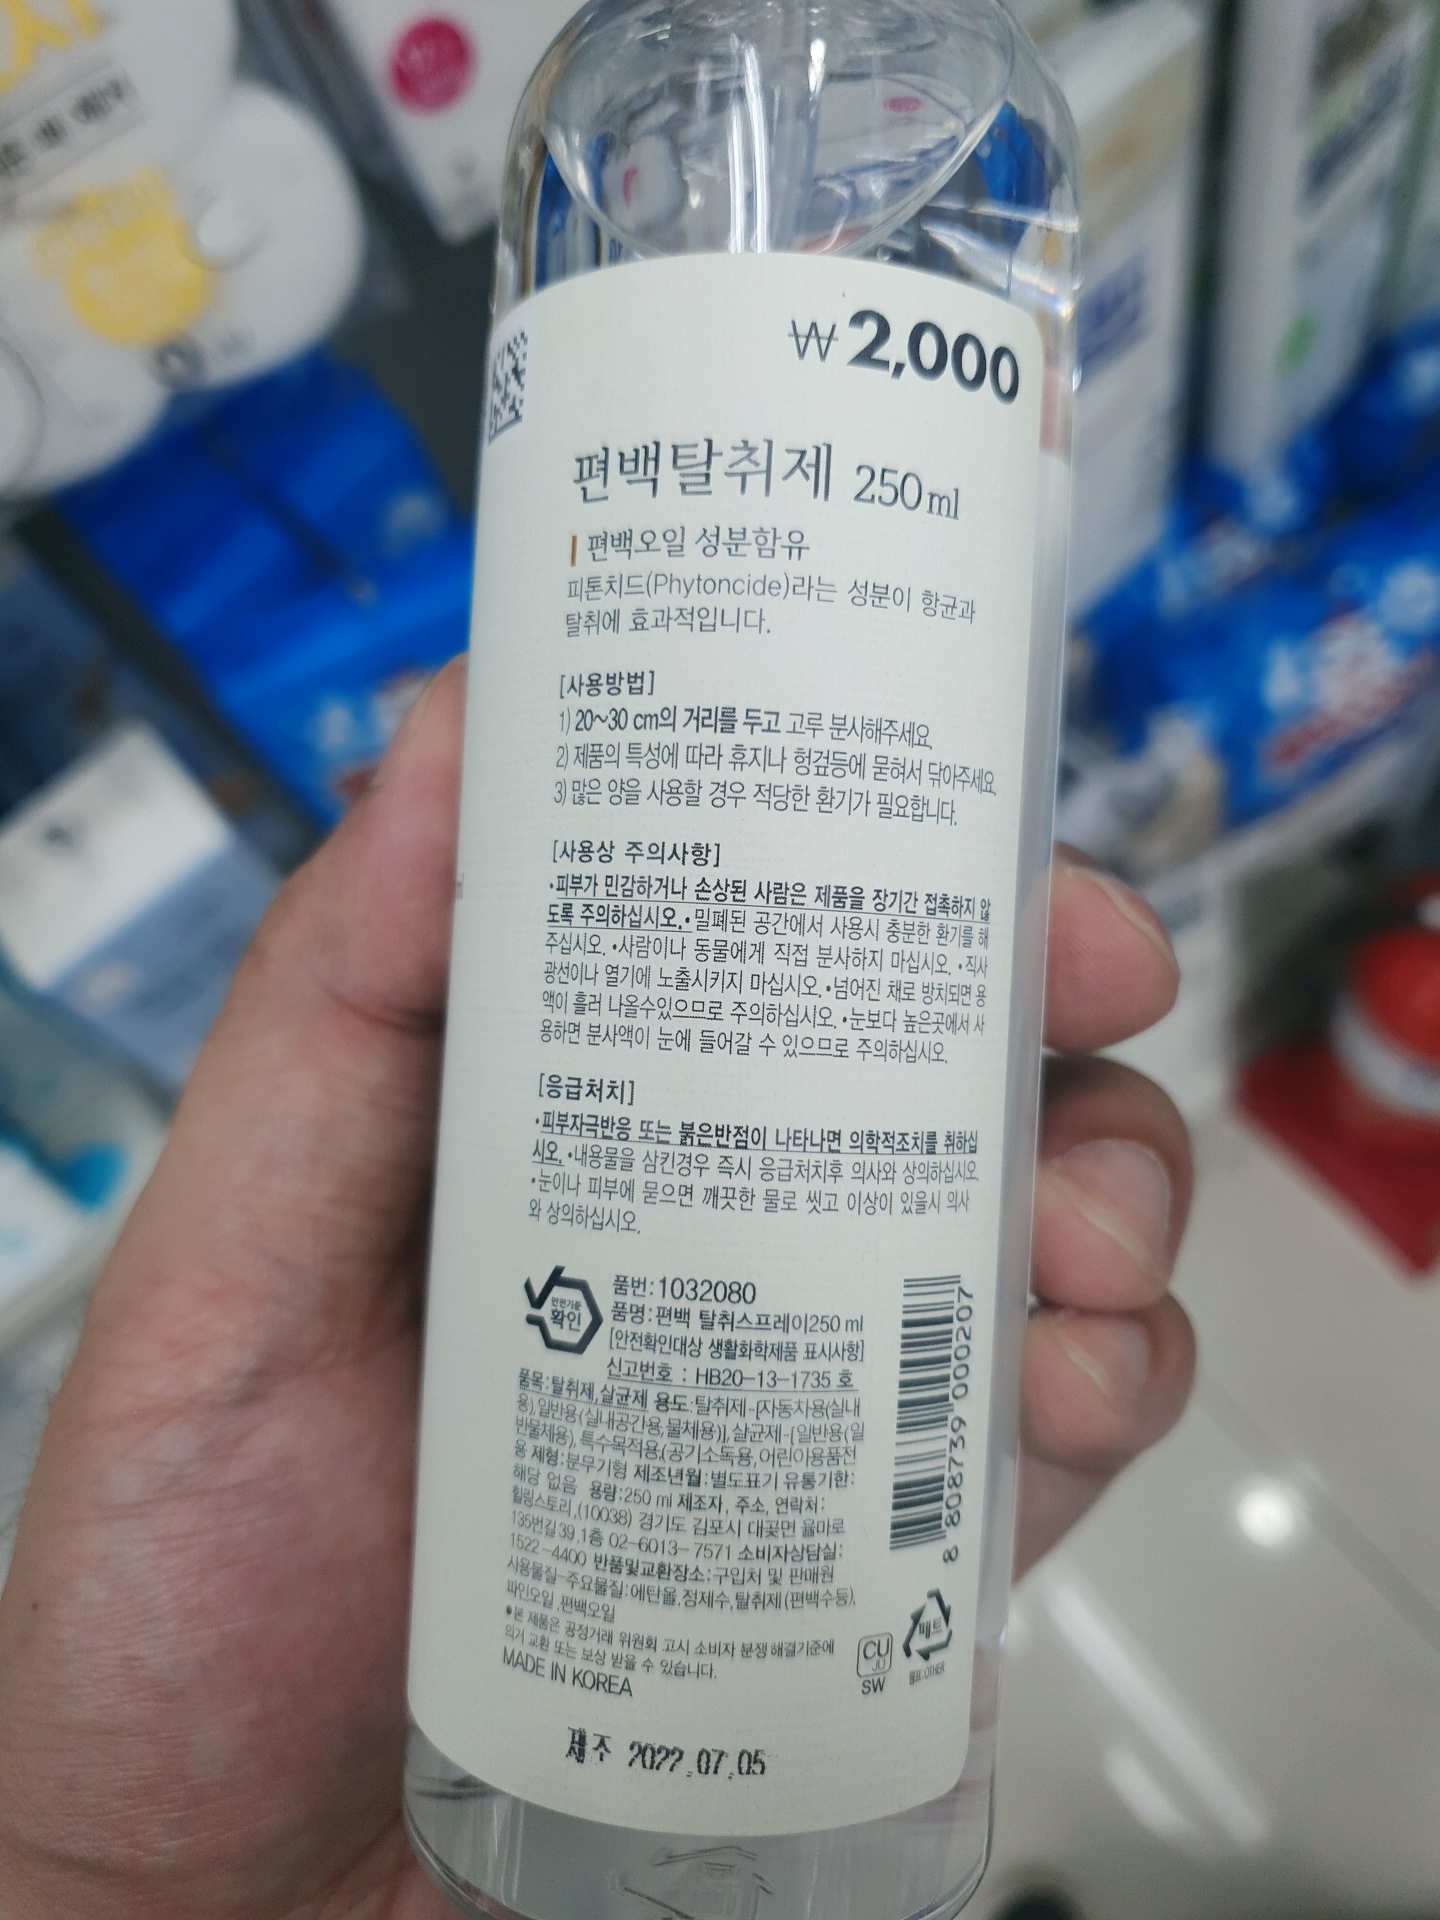 ₩2,000
편백탈취제 250ml
편백오일 성분함유
피톤치드(Phytoncide)라는 성분이 항균과
탈취에 효과적입니다.
[사용방법]
1) 20~30 cm의 거리를 두고 고루 분사해주세요.
2) 제품의 특성에 따라 휴지나 헝겊등에 묻혀서 닦아주세요.
3) 많은 양을 사용할 경우 적당한 환기가 필요합니다.
[사용상 주의사항]
•피부가 민감하거나 손상된 사람은 제품을 장기간 접촉하지 않
도록 주의하십시오.•밀폐된 공간에서 사용시 충분한 환기를 해
주십시오. •사람이나 동물에게 직접 분사하지 마십시오. •직사
광선이나 열기에 노출시키지 마십시오.•넘어진 채로 방치되면 용
액이 흘러 나올수있으므로 주의하십시오. •눈보다 높은곳에서 사
용하면 분사액이 눈에 들어갈 수 있으므로 주의하십시오.
[응급처치]
•피부자극반응 또는 붉은반점이 나타나면 의학적조치를 취하십
시오. •내용물을 삼킨경우 즉시 응급처치후 의사와 상의하십시오.
•눈이나 피부에 묻으면 깨끗한 물로 씻고 이상이 있을시 의사
와 상의하십시오.
안전기준
확인
품번:1032080
품명:편백 탈취스프레이250 ml
[안전확인대상 생활화학제품 표시사항]
신고번호 : HB20-13-1735 호
품목:탈취제,살균제 용도:탈취제-[자동차용(실내
용),일반용(실내공간용,물체용)], 살균제-[일반용(일
반물체용), 특수목적용(공기소독용,어린이용품전
용 제형:분무기형 제조년월:별도표기 유통기한:
해당 없음 용량:250 ml 제조자, 주소, 연락처:
힐링스토리,(10038) 경기도 김포시 대곶면 율마로
135번길 39,1층 02-6013-7571 소비자상담실:
1522-4400 반품및교환장소:구입처 및 판매원
사용물질-주요물질:에탄올,정제수,탈취제(편백수등),
파인오일,편백오일
•본 제품은 공정거래 위원회 고시 소비자 분쟁 해결기준에
의거 교환 또는 보상 받을 수 있습니다.
MADE IN KOREA
8 808739 000207
CU
JU
SW
페트
펌프:OTHER
제조 2022.07.05